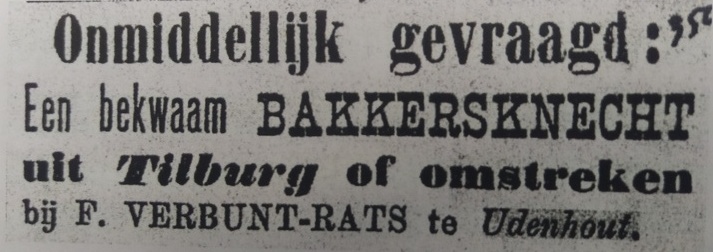 Onmiddellijk gevraagd:
Een bekwaam BAKKERSKNECHT
uit Tilburg of omstreken
bij F. VERBUNT-RATS te Udenhout.